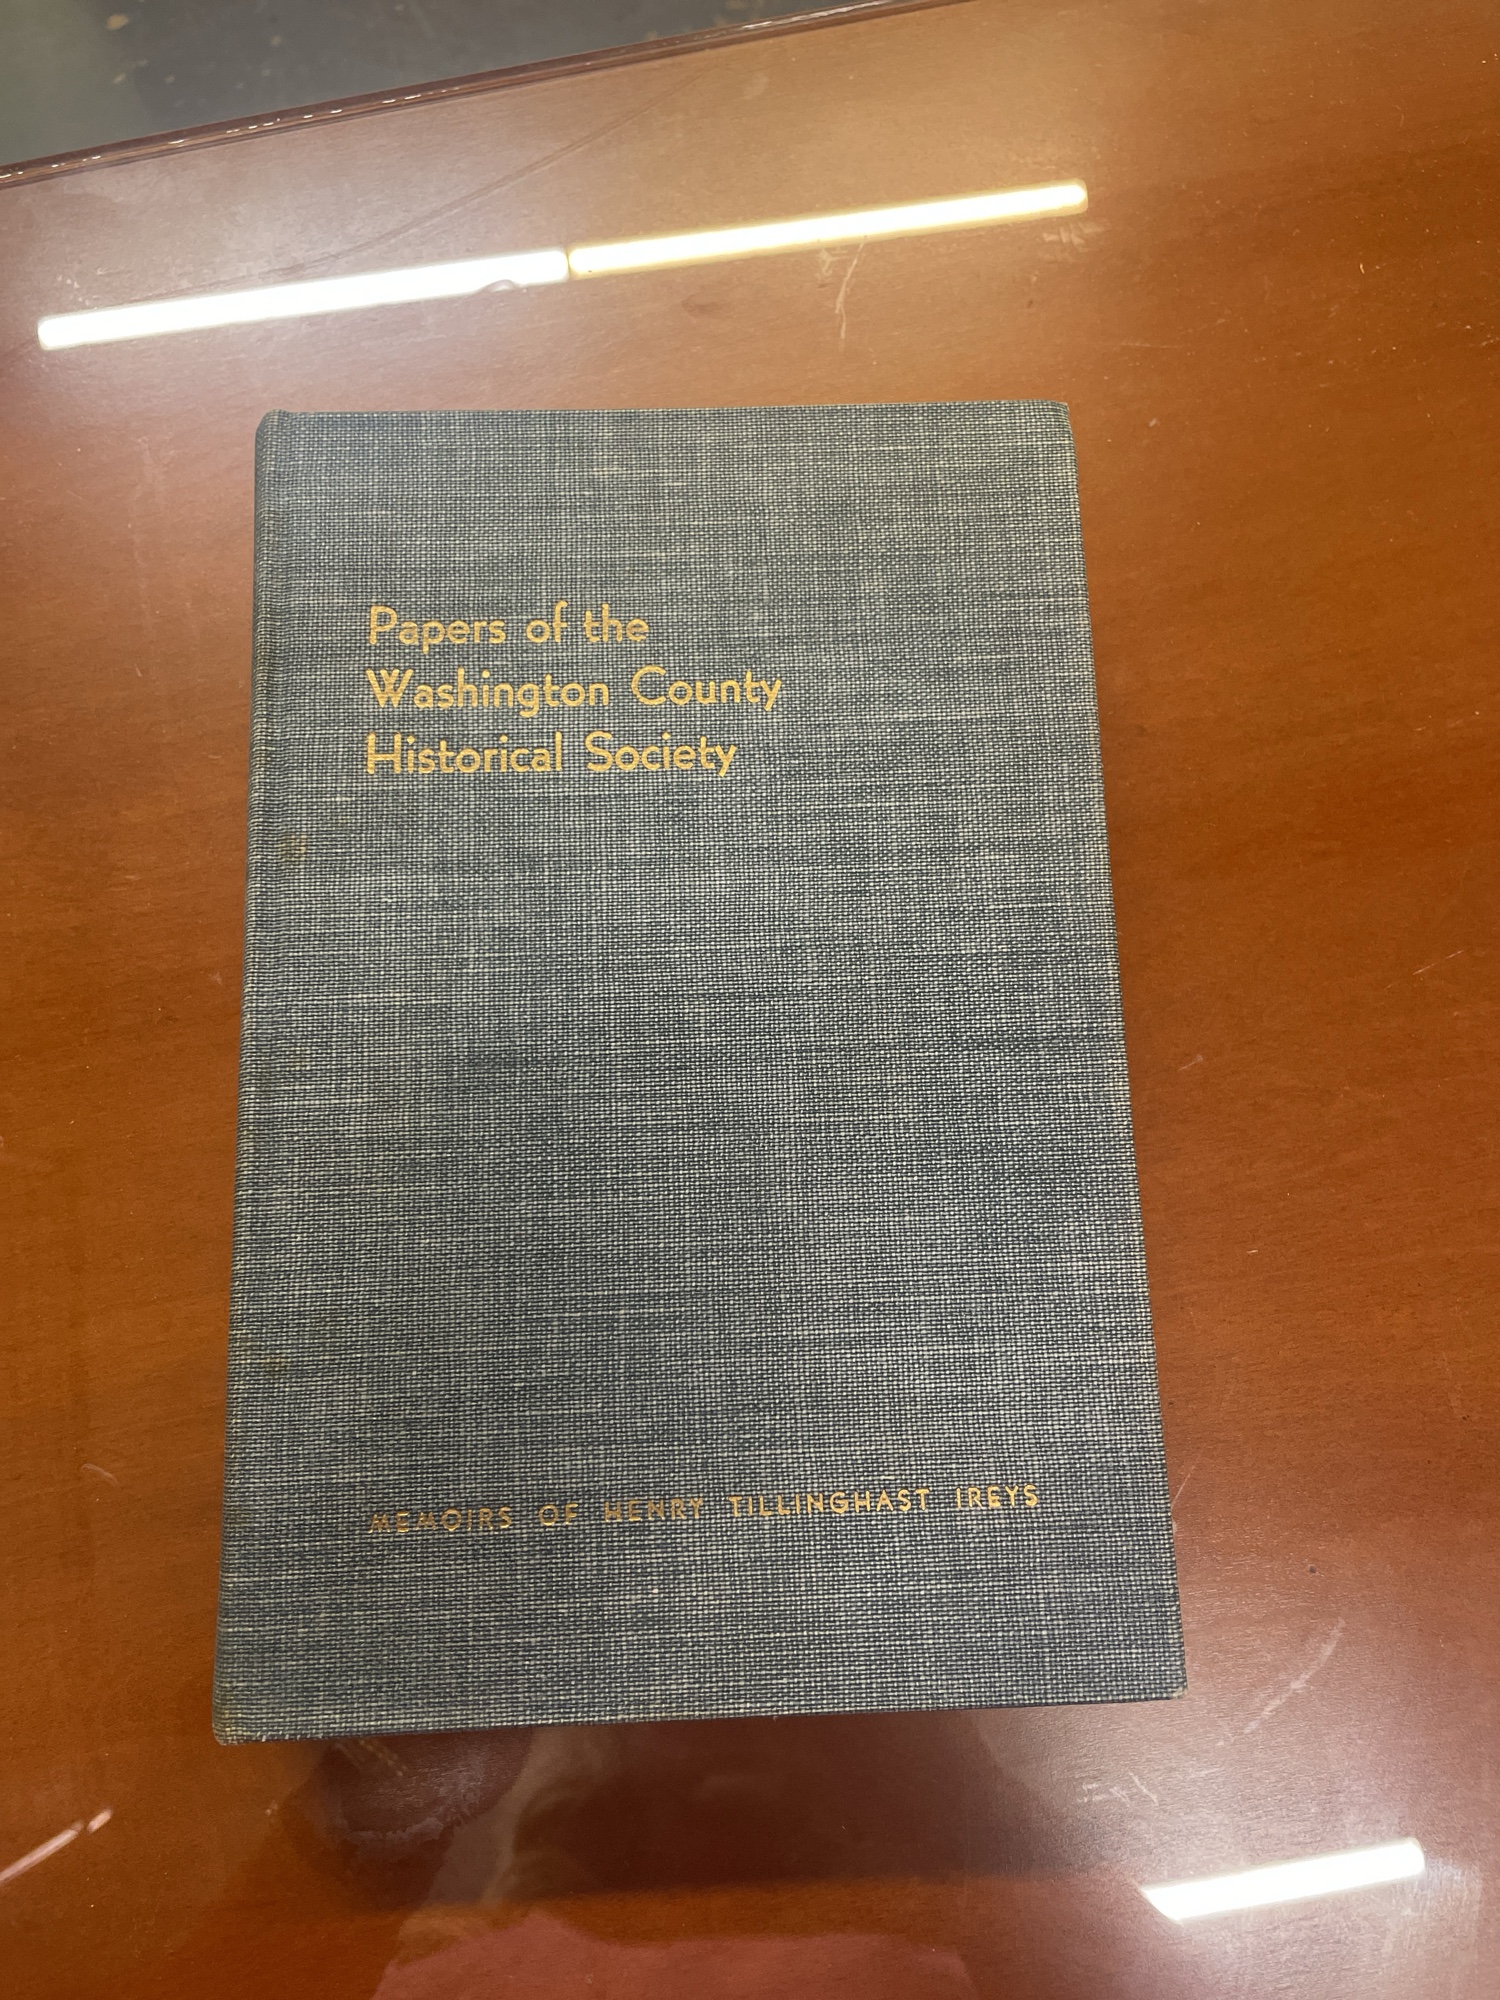 Papers of the
Washington County
Historical Society
MEMOIRS OF HENRY TILLINGHAST IREYS